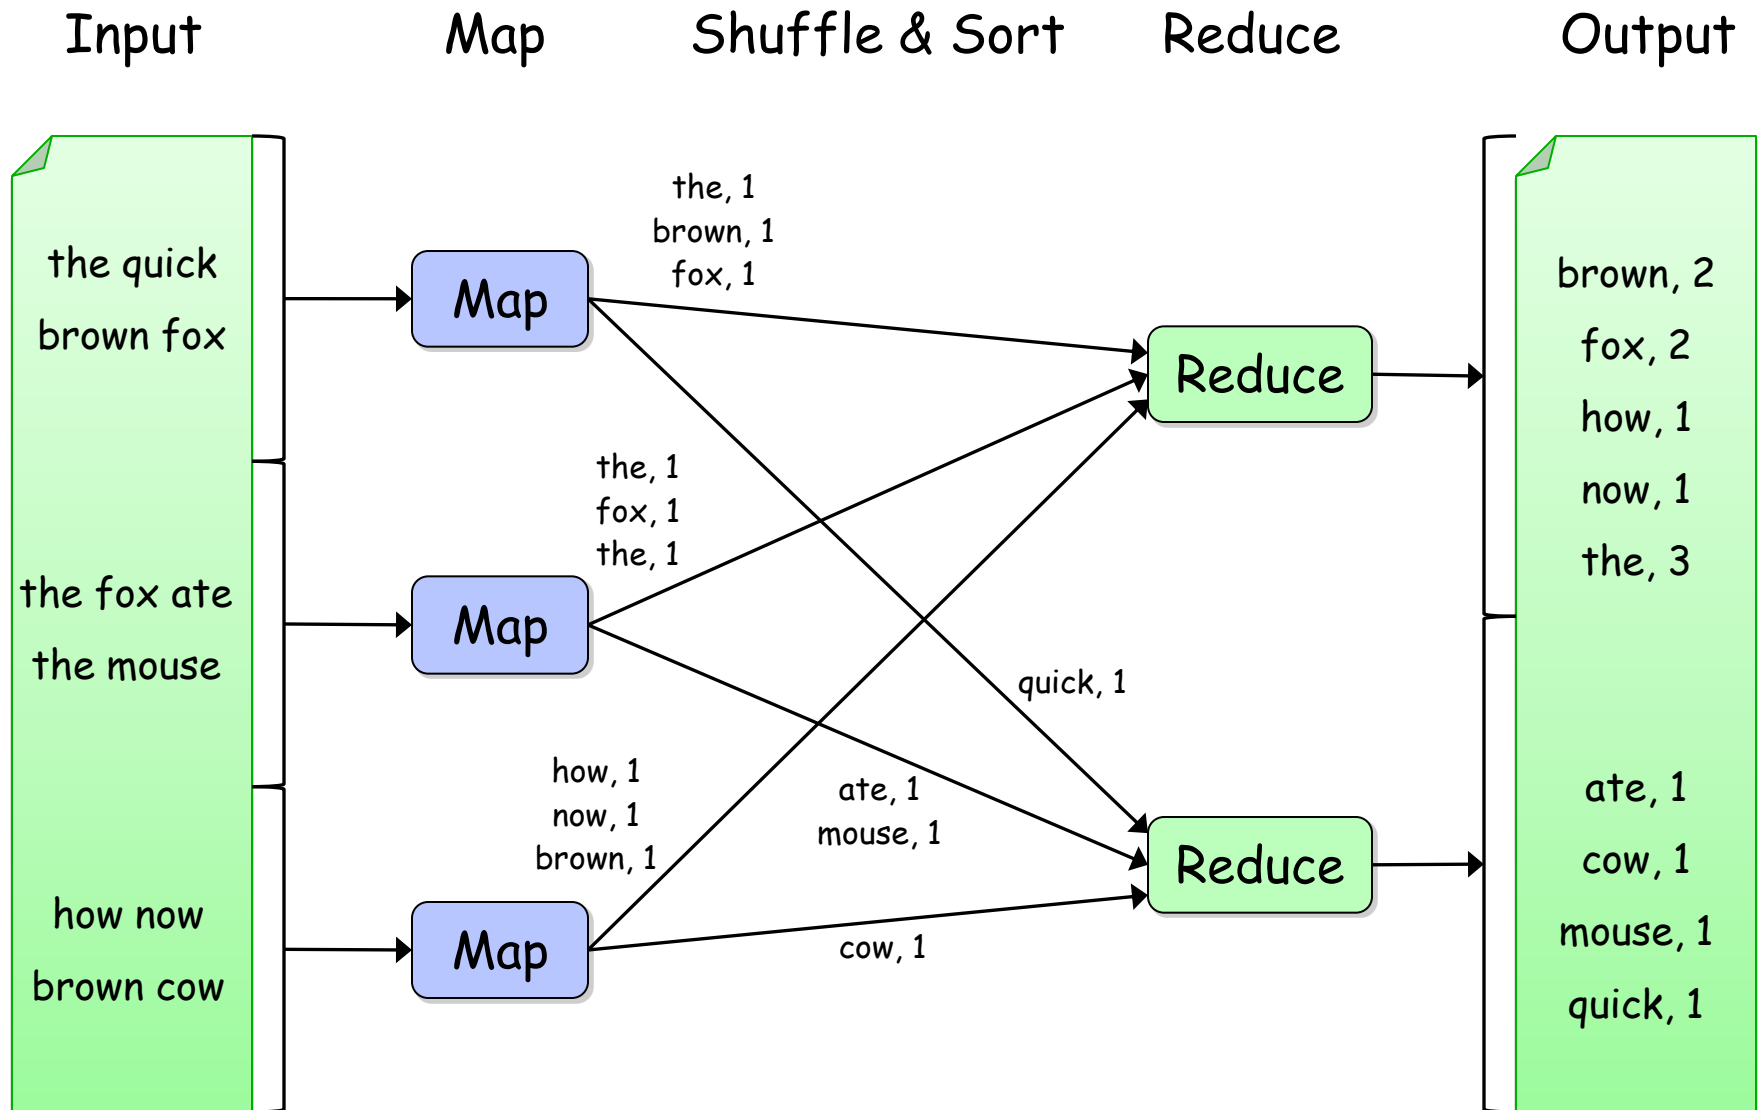 Input
Map
Shuffle & Sort
Reduce
Output
the quick
brown fox
the fox ate
the mouse
how now
brown cow
Map
Map
Map
the, 1
brown, 1
fox, 1
the, 1
fox, 1
the, 1
how, 1
now, 1
brown, 1
quick, 1
ate, 1
mouse, 1
cow, 1
Reduce
Reduce
brown, 2
fox, 2
how, 1
now, 1
the, 3
ate, 1
cow, 1
mouse, 1
quick, 1